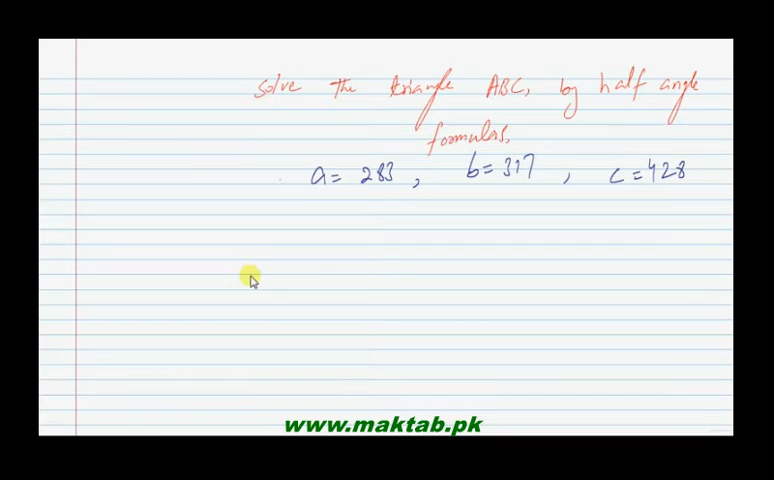 solve the triangle ABC, by half angle
formulas.
a = 283, b = 317, c = 428
www.maktab.pk